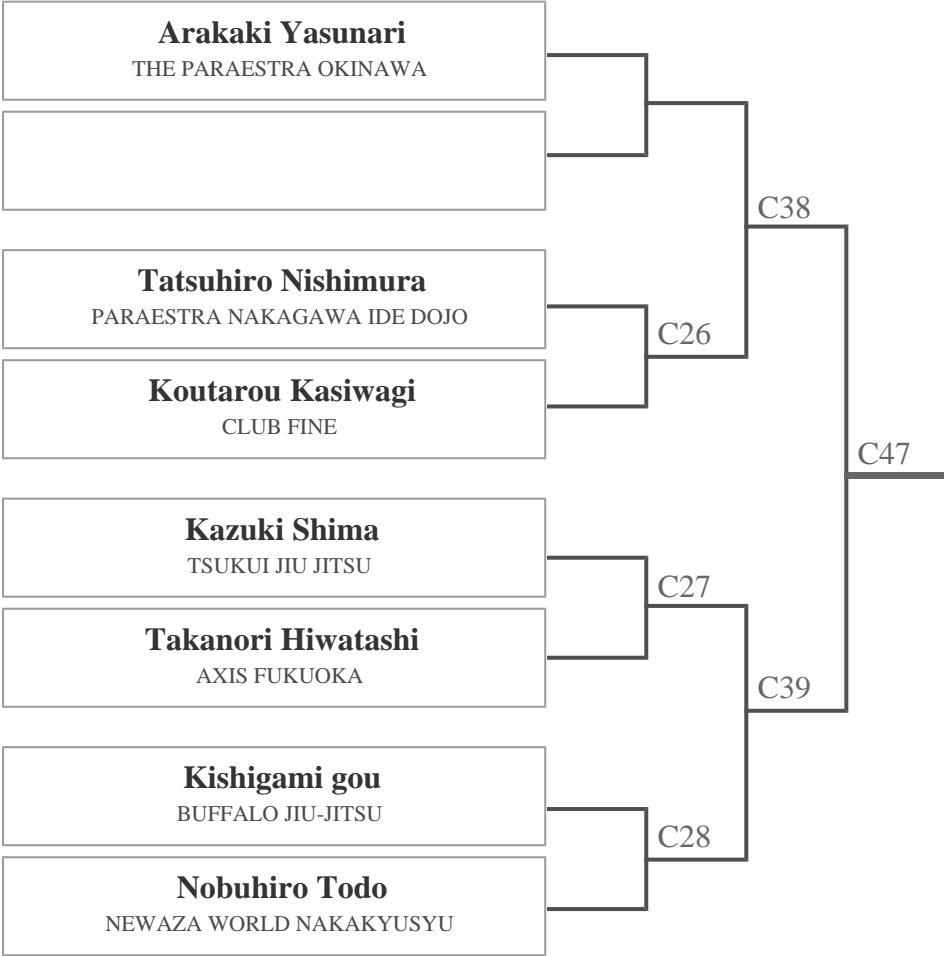 Arakaki Yasunari
THE PARAESTRA OKINAWA
C38
Tatsuhiro Nishimura
PARAESTRA NAKAGAWA IDE DOJO
C26
Koutarou Kasiwagi
CLUB FINE
C47
Kazuki Shima
TSUKUI JIU JITSU
C27
Takanori Hiwatashi
AXIS FUKUOKA
C39
Kishigami gou
BUFFALO JIU-JITSU
C28
Nobuhiro Todo
NEWAZA WORLD NAKAKYUSYU